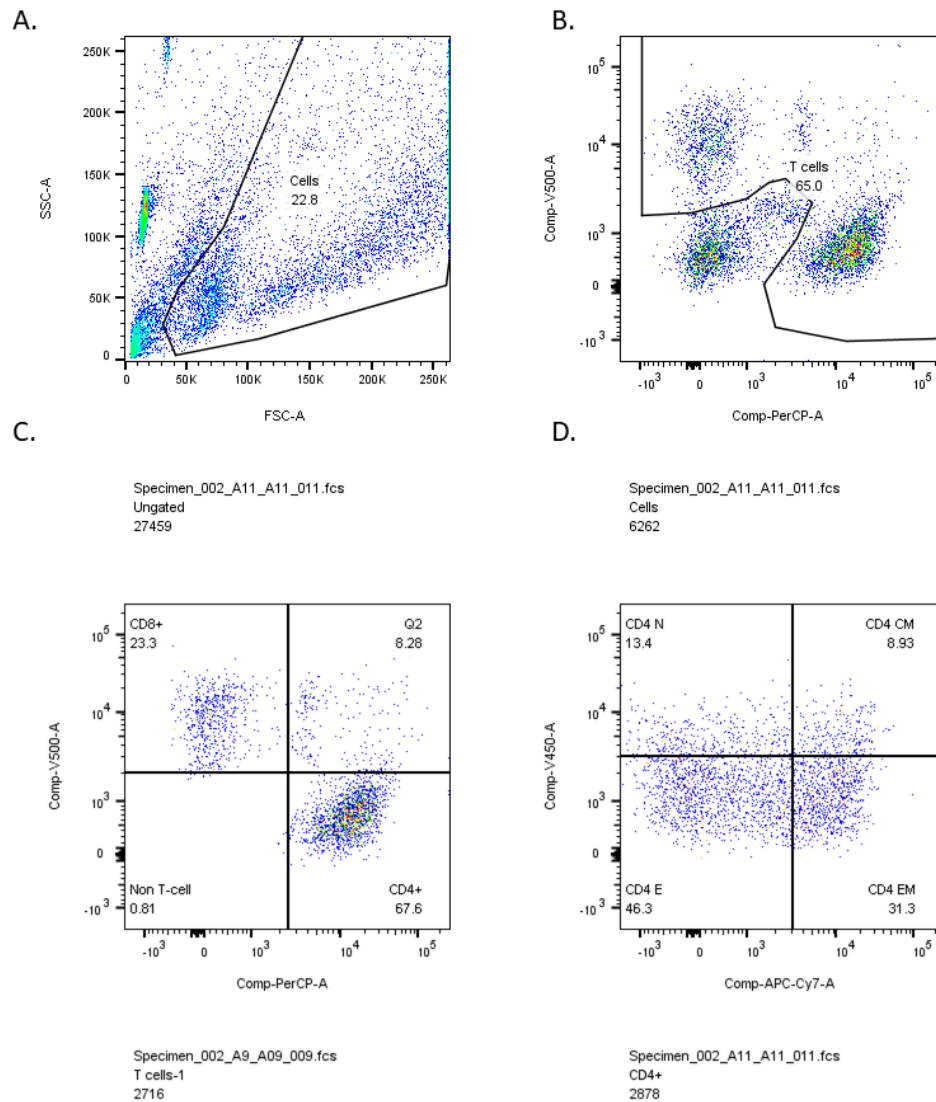 A.
B.
250K
200K
150K
100K
50K
0
SSC-A
Cells
22.8
0
50K
100K
150K
200K
250K
FSC-A
10^5
10^4
10^3
0
-10^3
Comp-V500-A
T cells
65.0
-10^3
0
10^3
10^4
10^5
Comp-PerCP-A
C.
D.
Specimen_002_A11_A11_011.fcs
Ungated
27459
Specimen_002_A11_A11_011.fcs
Cells
6262
10^5
10^4
10^3
0
-10^3
Comp-V500-A
CD8+
23.3
Q2
8.28
Non T-cell
0.81
CD4+
67.6
-10^3
0
10^3
10^4
10^5
Comp-PerCP-A
10^5
10^4
10^3
0
-10^3
Comp-V450-A
CD4 N
13.4
CD4 CM
8.93
CD4 E
46.3
CD4 EM
31.3
-10^3
0
10^3
10^4
10^5
Comp-APC-Cy7-A
Specimen_002_A9_A09_009.fcs
T cells-1
2716
Specimen_002_A11_A11_011.fcs
CD4+
2878